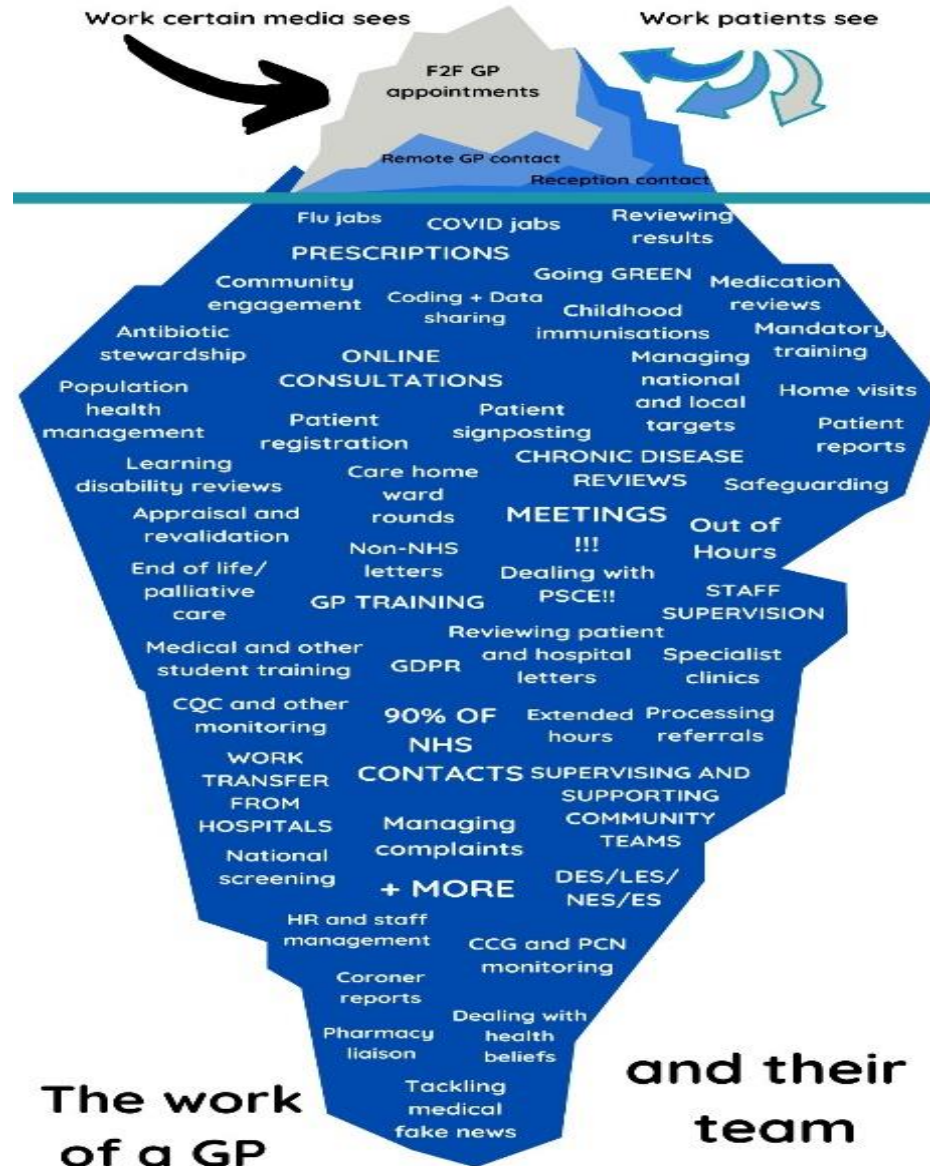 Work certain media sees
Work patients see
F2F GP
appointments
Remote GP contact
Reception contact
Flu jabs
COVID jabs
Reviewing
results
PRESCRIPTIONS
Community
engagement
Going GREEN
Coding + Data
sharing
Childhood
immunisations
Medication
reviews
Antibiotic
stewardship
ONLINE
CONSULTATIONS
Managing
national
and local
targets
Mandatory
training
Population
health
management
Home visits
Patient
registration
Patient
signposting
Patient
reports
Learning
disability reviews
Care home
ward
rounds
CHRONIC DISEASE
REVIEWS
Safeguarding
Appraisal and
revalidation
MEETINGS
!!!
Out of
Hours
Non-NHS
letters
End of life/
palliative
care
GP TRAINING
Dealing with
PSCE!!
STAFF
SUPERVISION
Medical and other
student training
GDPR
Reviewing patient
and hospital
letters
Specialist
clinics
CQC and other
monitoring
90% OF
NHS
CONTACTS
Extended
hours
Processing
referrals
WORK
TRANSFER
FROM
HOSPITALS
SUPERVISING AND
SUPPORTING
COMMUNITY
TEAMS
Managing
complaints
National
screening
+ MORE
DES/LES/
NES/ES
HR and staff
management
CCG and PCN
monitoring
Coroner
reports
Dealing with
health
beliefs
Pharmacy
liaison
Tackling
medical
fake news
The work
of a GP
and their
team